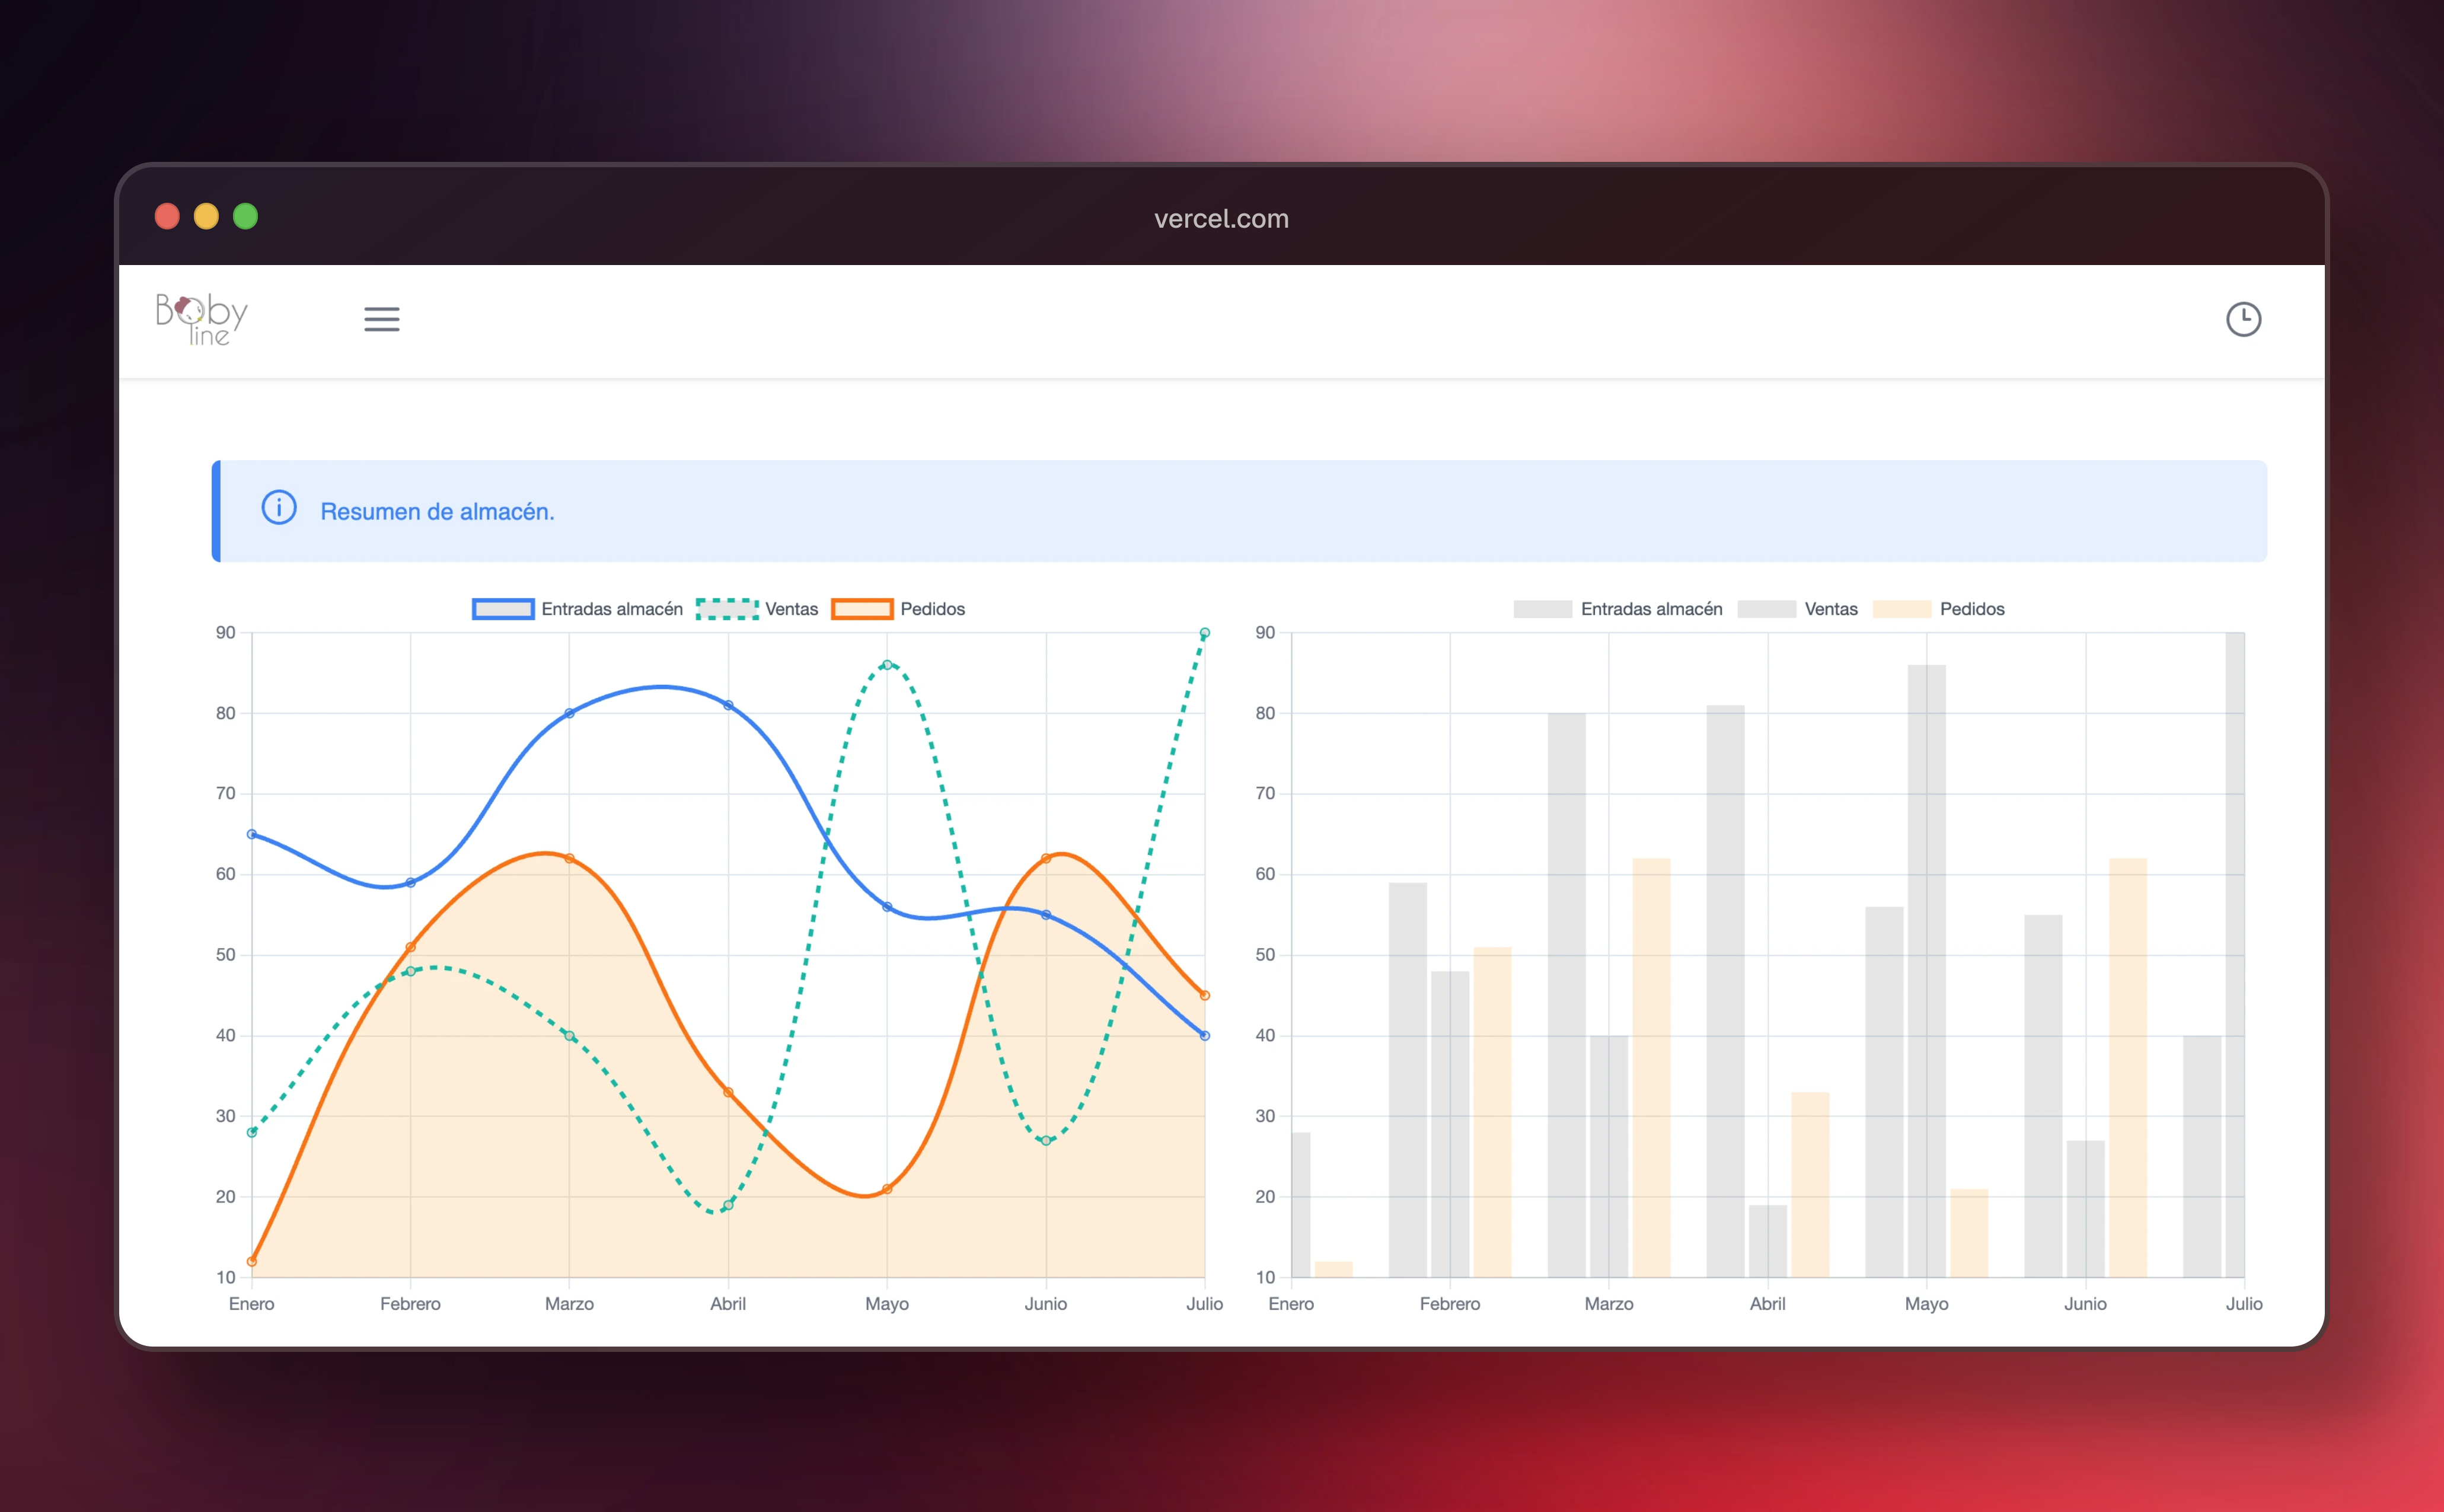 vercel.com
Booby
line
Resumen de almacén.
Entradas almacén Ventas Pedidos
90
80
70
60
50
40
30
20
10
Enero Febrero Marzo Abril Mayo Junio Julio
Entradas almacén Ventas Pedidos
90
80
70
60
50
40
30
20
10
Enero Febrero Marzo Abril Mayo Junio Julio